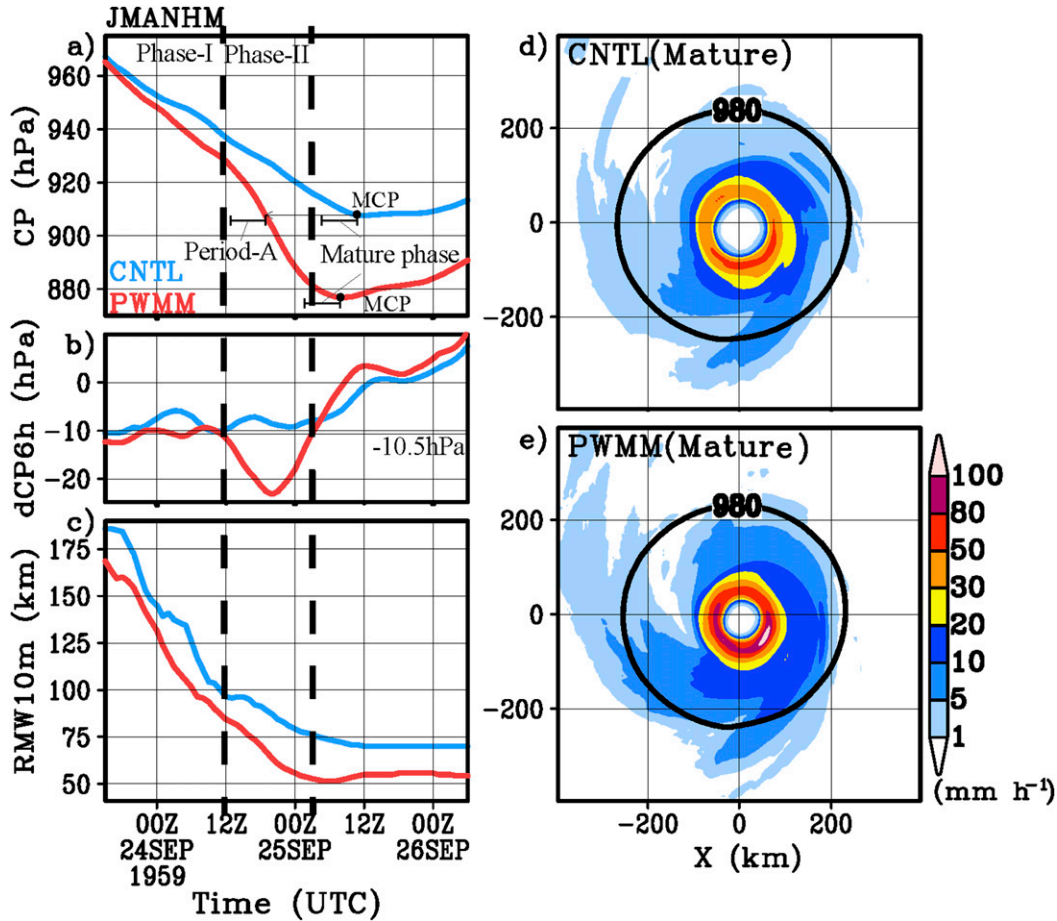 JMANHM
a)
Phase-I Phase-II
960
940
920
900
880
CP (hPa)
MCP
Period-A
Mature phase
CNTL
PWMM
MCP
b)
0
-10
-20
dCP6h (hPa)
-10.5hPa
c)
175
150
125
100
75
50
RMW10m (km)
00Z 12Z 00Z 12Z 00Z
24SEP 25SEP 26SEP
1959
Time (UTC)
d)
CNTL(Mature)
980
200
0
-200
e)
PWMM(Mature)
980
200
0
-200
-200 0 200
X (km)
100
80
50
30
20
10
5
1
(mm h⁻¹)